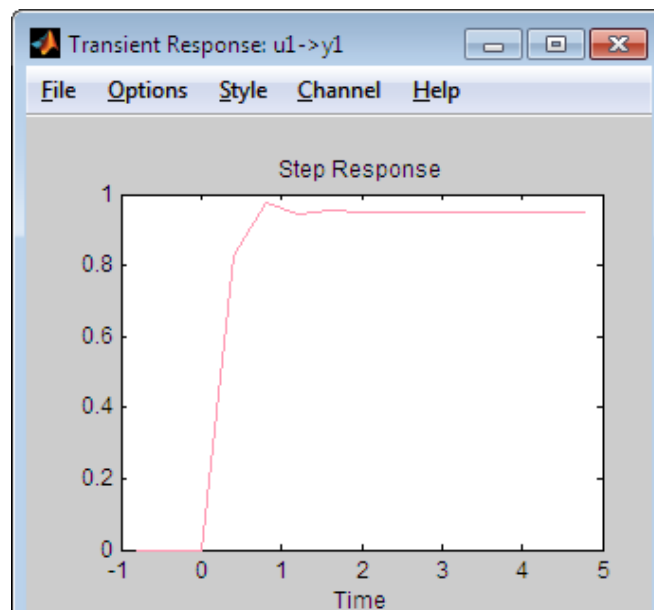 Transient Response: u1->y1
File Options Style Channel Help
Step Response
1
0.8
0.6
0.4
0.2
0
-1 0 1 2 3 4 5
Time